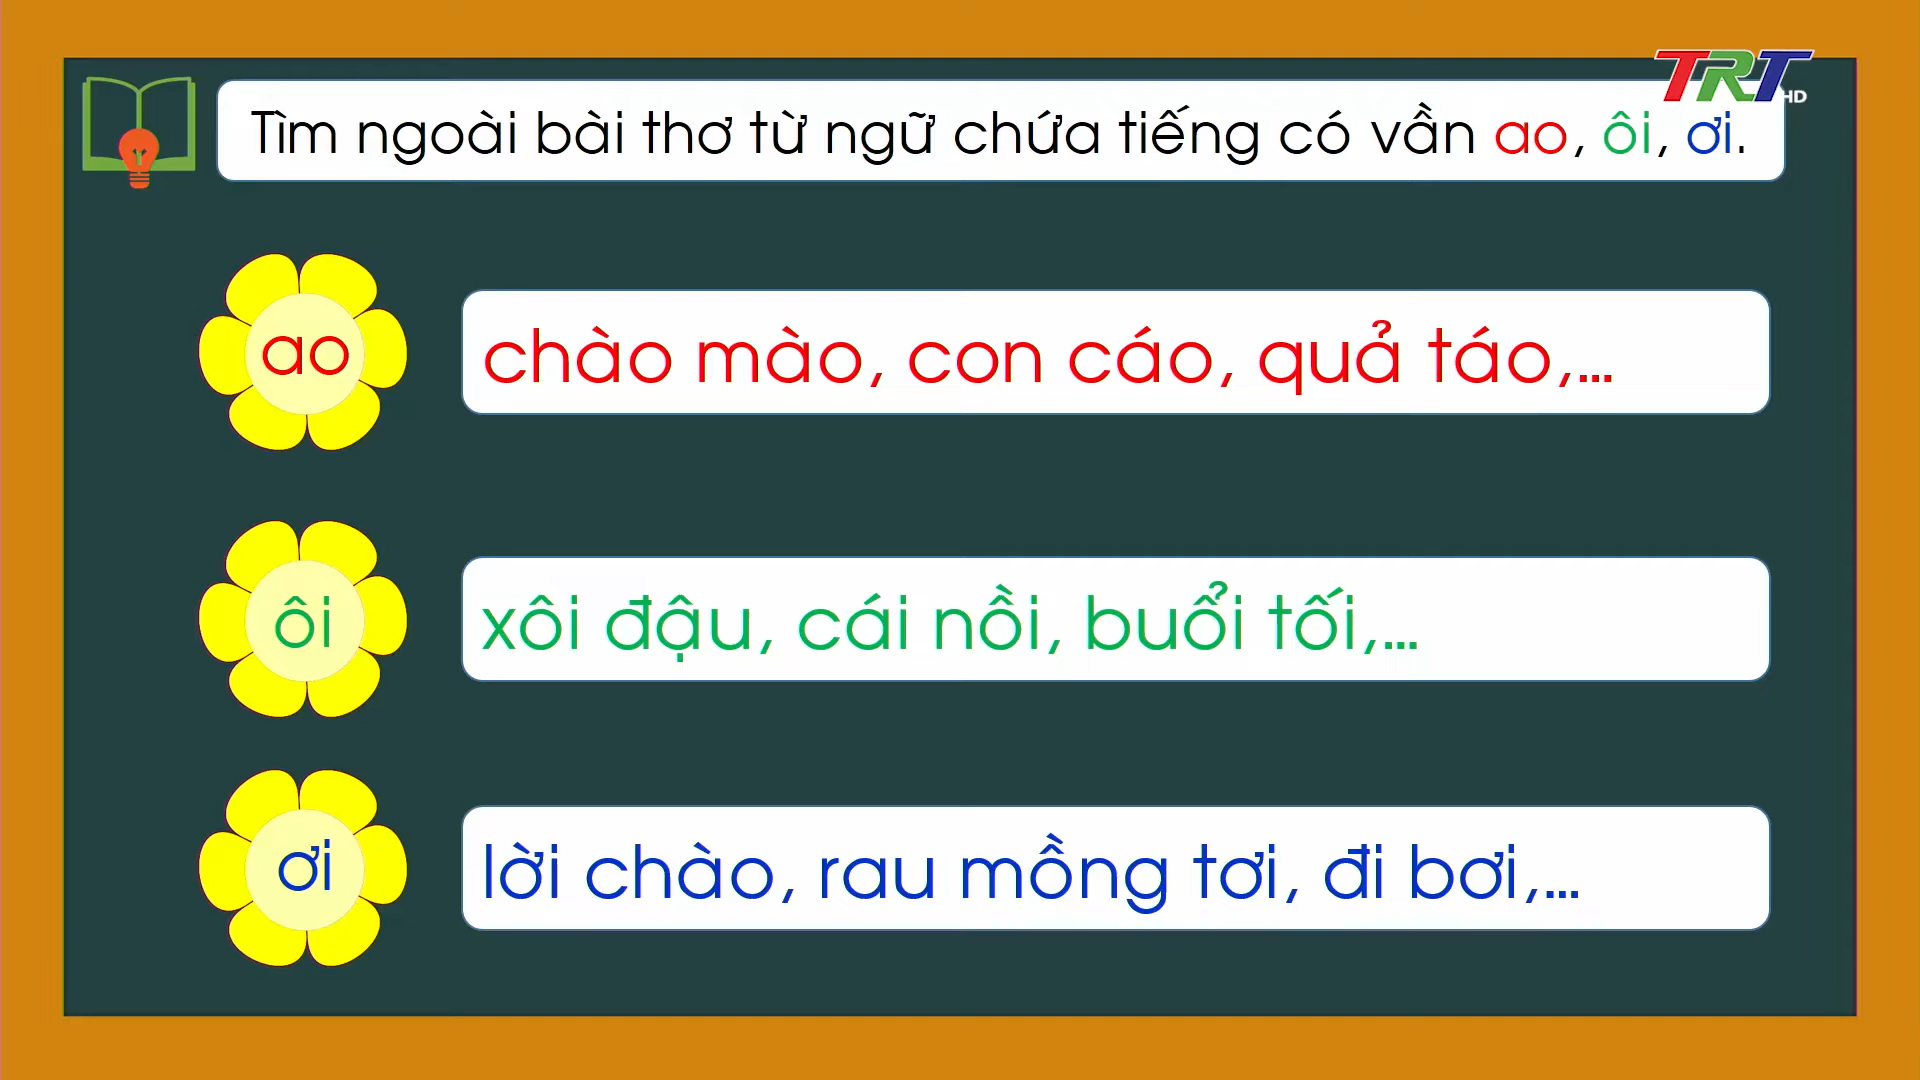 TRT HD
Tìm ngoài bài thơ từ ngữ chứa tiếng có vần ao, ôi, ơi.
ao
chào mào, con cáo, quả táo,...
ôi
xôi đậu, cái nồi, buổi tối,...
ơi
lời chào, rau mồng tơi, đi bơi,...